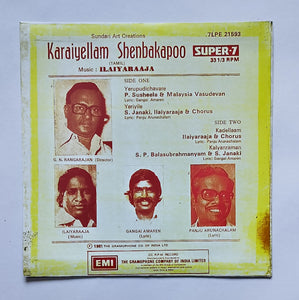 Sundari Art Creations
7LPE 21593
Karaiyellam Shenbakapoo
(TAMIL)
SUPER-7
33 1/3 RPM
Music : ILAIYARAAJA
SIDE ONE
Yerupudichavare
P. Susheela & Malaysia Vasudevan
Lyric: Gangai Amaren
Yeriyile
S. Janaki, Ilaiyaraaja & Chorus
Lyric: Panju Arunachalam
SIDE TWO
Kadellaam
Ilaiyaraaja & Chorus
Lyric: Panju Arunachalam
Kalyanraman
S. P. Balasubrahmanyam & S. Janaki
Lyric: Gangai Amaren
G. N. RANGARAJAN (Director)
ILAIYARAAJA
(Music)
GANGAI AMAREN
(Lyric)
PANJU ARUNACHALAM
(Lyric)
℗ 1981 THE GRAMOPHONE CO. OF INDIA LTD
EMI
THE GRAMOPHONE COMPANY OF INDIA LIMITED